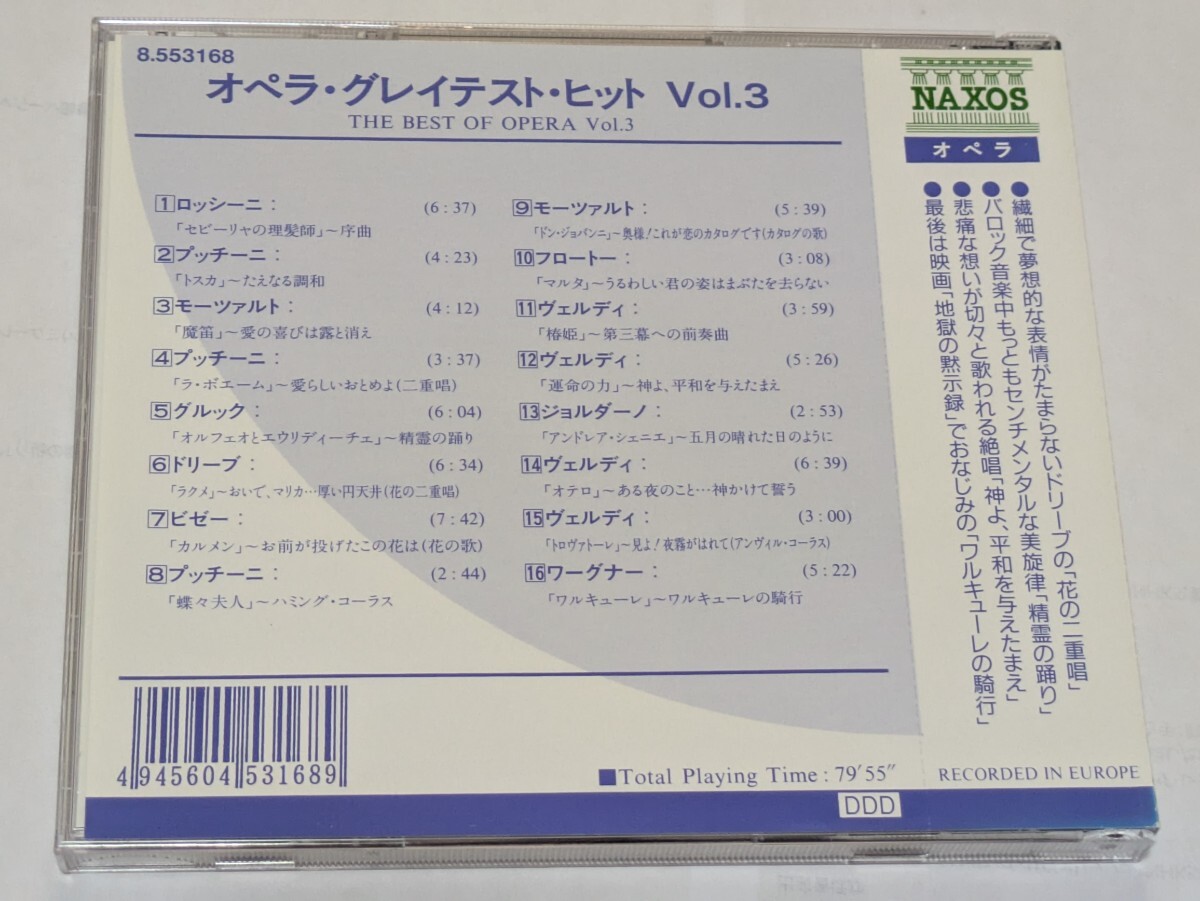 8.553168
オペラ・グレイテスト・ヒット Vol.3
THE BEST OF OPERA Vol.3
1 ロッシーニ： (6:37)
「セビーリャの理髪師」～序曲
2 プッチーニ： (4:23)
「トスカ」～たえなる調和
3 モーツァルト： (4:12)
「魔笛」～愛の喜びは露と消え
4 プッチーニ： (3:37)
「ラ・ボエーム」～愛らしいおとめよ(二重唱)
5 グルック： (6:04)
「オルフェオとエウリディーチェ」～精霊の踊り
6 ドリーブ： (6:34)
「ラクメ」～おいで、マリカ…厚い円天井(花の二重唱)
7 ビゼー： (7:42)
「カルメン」～お前が投げたこの花は(花の歌)
8 プッチーニ： (2:44)
「蝶々夫人」～ハミング・コーラス
9 モーツァルト： (5:39)
「ドン・ジョバンニ」～奥様!これが恋のカタログです(カタログの歌)
10 フロートー： (3:08)
「マルタ」～うるわしい君の姿はまぶたを去らない
11 ヴェルディ： (3:59)
「椿姫」～第三幕への前奏曲
12 ヴェルディ： (5:26)
「運命の力」～神よ、平和を与えたまえ
13 ジョルダーノ： (2:53)
「アンドレア・シェニエ」～五月の晴れた日のように
14 ヴェルディ： (6:39)
「オテロ」～ある夜のこと…神かけて誓う
15 ヴェルディ： (3:00)
「トロヴァトーレ」～見よ!夜霧がはれて(アンヴィル・コーラス)
16 ワーグナー： (5:22)
「ワルキューレ」～ワルキューレの騎行
4 945604 531689
■Total Playing Time : 79′55″
DDD
NAXOS
オペラ
●繊細で夢想的な表情がたまらないドリーブの「花の二重唱」
●バロック音楽中もっともセンチメンタルな美旋律「精霊の踊り」
●悲痛な想いが切々と歌われる絶唱「神よ、平和を与えたまえ」
●最後は映画「地獄の黙示録」でおなじみの「ワルキューレの騎行」
RECORDED IN EUROPE